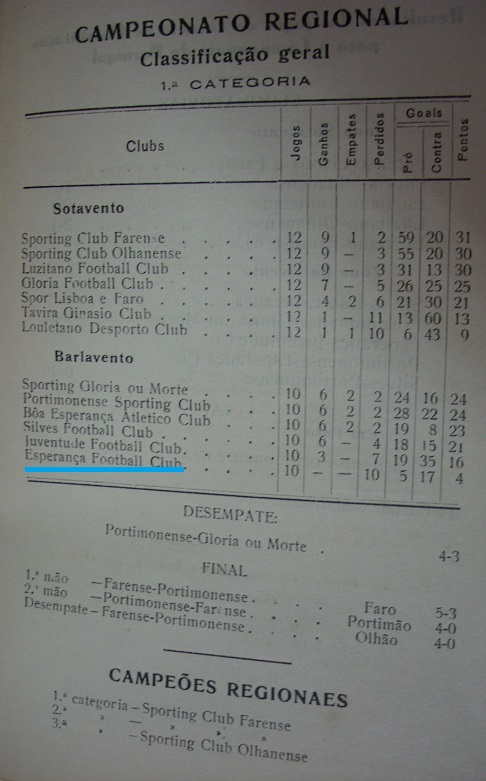 CAMPEONATO REGIONAL
Classificação geral
1.ª CATEGORIA
Clubs Jogos Ganhos Empates Perdidos Goals Pró Contra Pontos
Sotavento
Sporting Club Farense . . . . . 12 9 1 2 59 20 31
Sporting Club Olhanense . . . . 12 9 – 3 55 20 30
Luzitano Football Club . . . . . 12 9 – 3 31 13 30
Gloria Football Club . . . . . . 12 7 – 5 26 25 25
Spor Lisboa e Faro . . . . . 12 4 2 6 21 30 21
Tavira Ginasio Club . . . . . 12 1 – 11 13 60 13
Louletano Desporto Club . . . . 12 1 1 10 6 43 9
Barlavento
Sporting Gloria ou Morte . . . . 10 6 2 2 24 16 24
Portimonense Sporting Club . . . 10 6 2 2 28 22 24
Bôa Esperança Atletico Club . . . 10 6 2 2 19 8 23
Silves Football Club . . . . . 10 6 – 4 18 15 21
Juventude Football Club . . . . 10 3 – 7 19 35 16
Esperança Football Club . . . . 10 – – 10 5 17 4
DESEMPATE:
Portimonense-Gloria ou Morte . 4-3
FINAL
1.ª mão —Farense-Portimonense . . . . Faro 5-3
2.ª mão —Portimonense-Farense . . . . Portimão 4-0
Desempate—Farense-Portimonense . . . . Olhão 4-0
CAMPEÕES REGIONAES
1.ª categoria—Sporting Club Farense
2.ª » — » » »
3.ª » —Sporting Club Olhanense